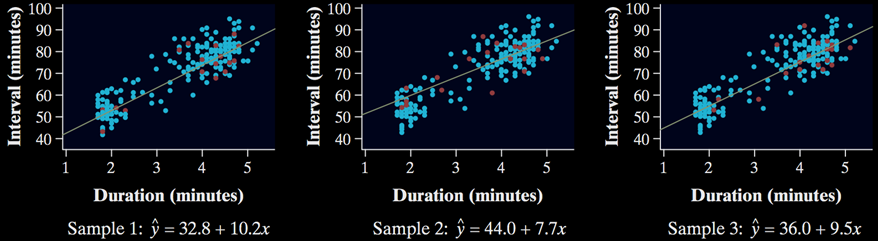 Interval (minutes)
100
90
80
70
60
50
40
1 2 3 4 5
Duration (minutes)
Sample 1: ŷ = 32.8 + 10.2x
Interval (minutes)
100
90
80
70
60
50
40
1 2 3 4 5
Duration (minutes)
Sample 2: ŷ = 44.0 + 7.7x
Interval (minutes)
100
90
80
70
60
50
40
1 2 3 4 5
Duration (minutes)
Sample 3: ŷ = 36.0 + 9.5x